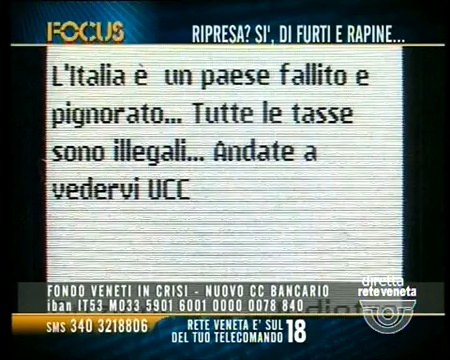 FOCUS
RIPRESA? SI', DI FURTI E RAPINE...
L'Italia è un paese fallito e
pignorato... Tutte le tasse
sono illegali... Andate a
vedervi UCC
FONDO VENETI IN CRISI - NUOVO CC BANCARIO
iban IT53 M033 5901 6001 0000 0078 840
diretta
reteveneta
SMS 340 3218806
RETE VENETA E' SUL
DEL TUO TELECOMANDO 18